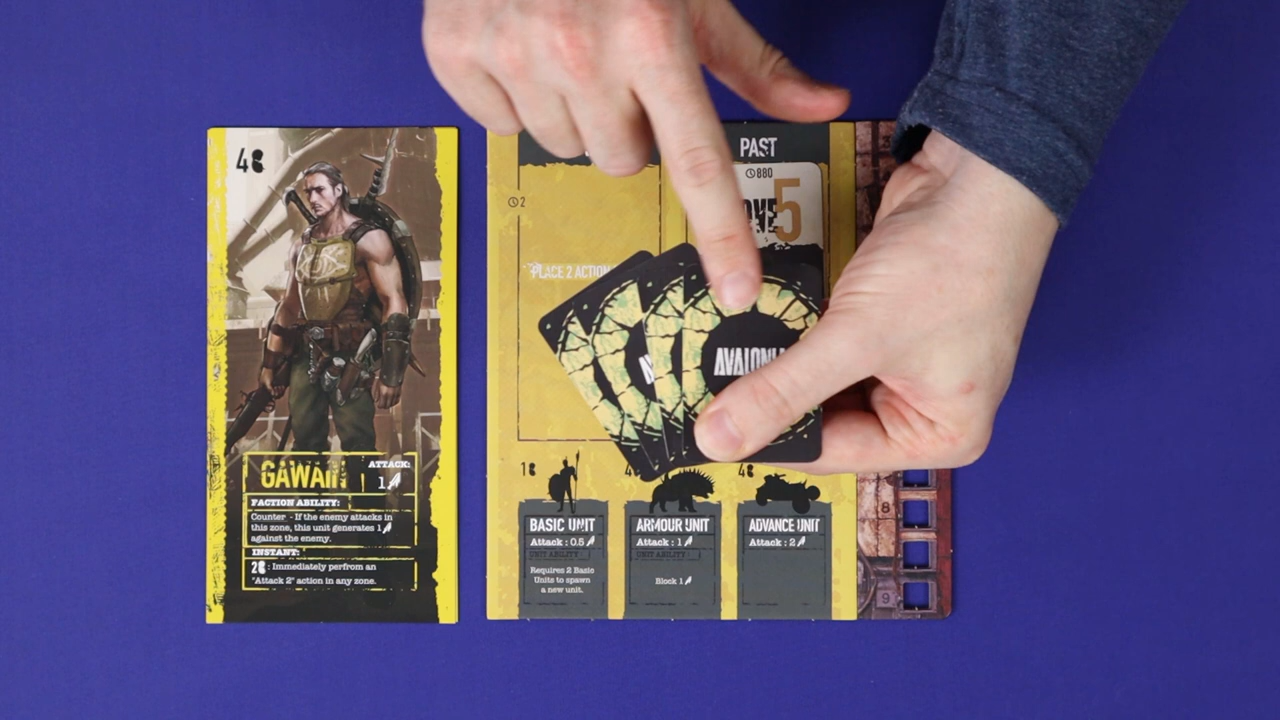 4
GAWAIN
ATTACK:
1
FACTION ABILITY:
Counter - If the enemy attacks in
this zone, this unit generates 1
against the enemy.
INSTANT:
2 : Immediately perfrom an
"Attack 2" action in any zone.
PAST
2
880
5
PLACE 2 ACTION
1
4
4
BASIC UNIT
Attack : 0.5
UNIT ABILITY
Requires 2 Basic
Units to spawn
a new unit.
ARMOUR UNIT
Attack : 1
UNIT ABILITY
Block 1
ADVANCE UNIT
Attack : 2
8
9